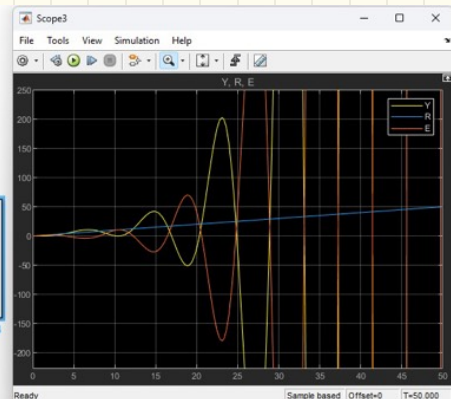 Scope3
File Tools View Simulation Help
Y, R, E
Y
R
E
250
200
150
100
50
0
-50
-100
-150
-200
0 5 10 15 20 25 30 35 40 45 50
Ready Sample based Offset=0 T=50.000